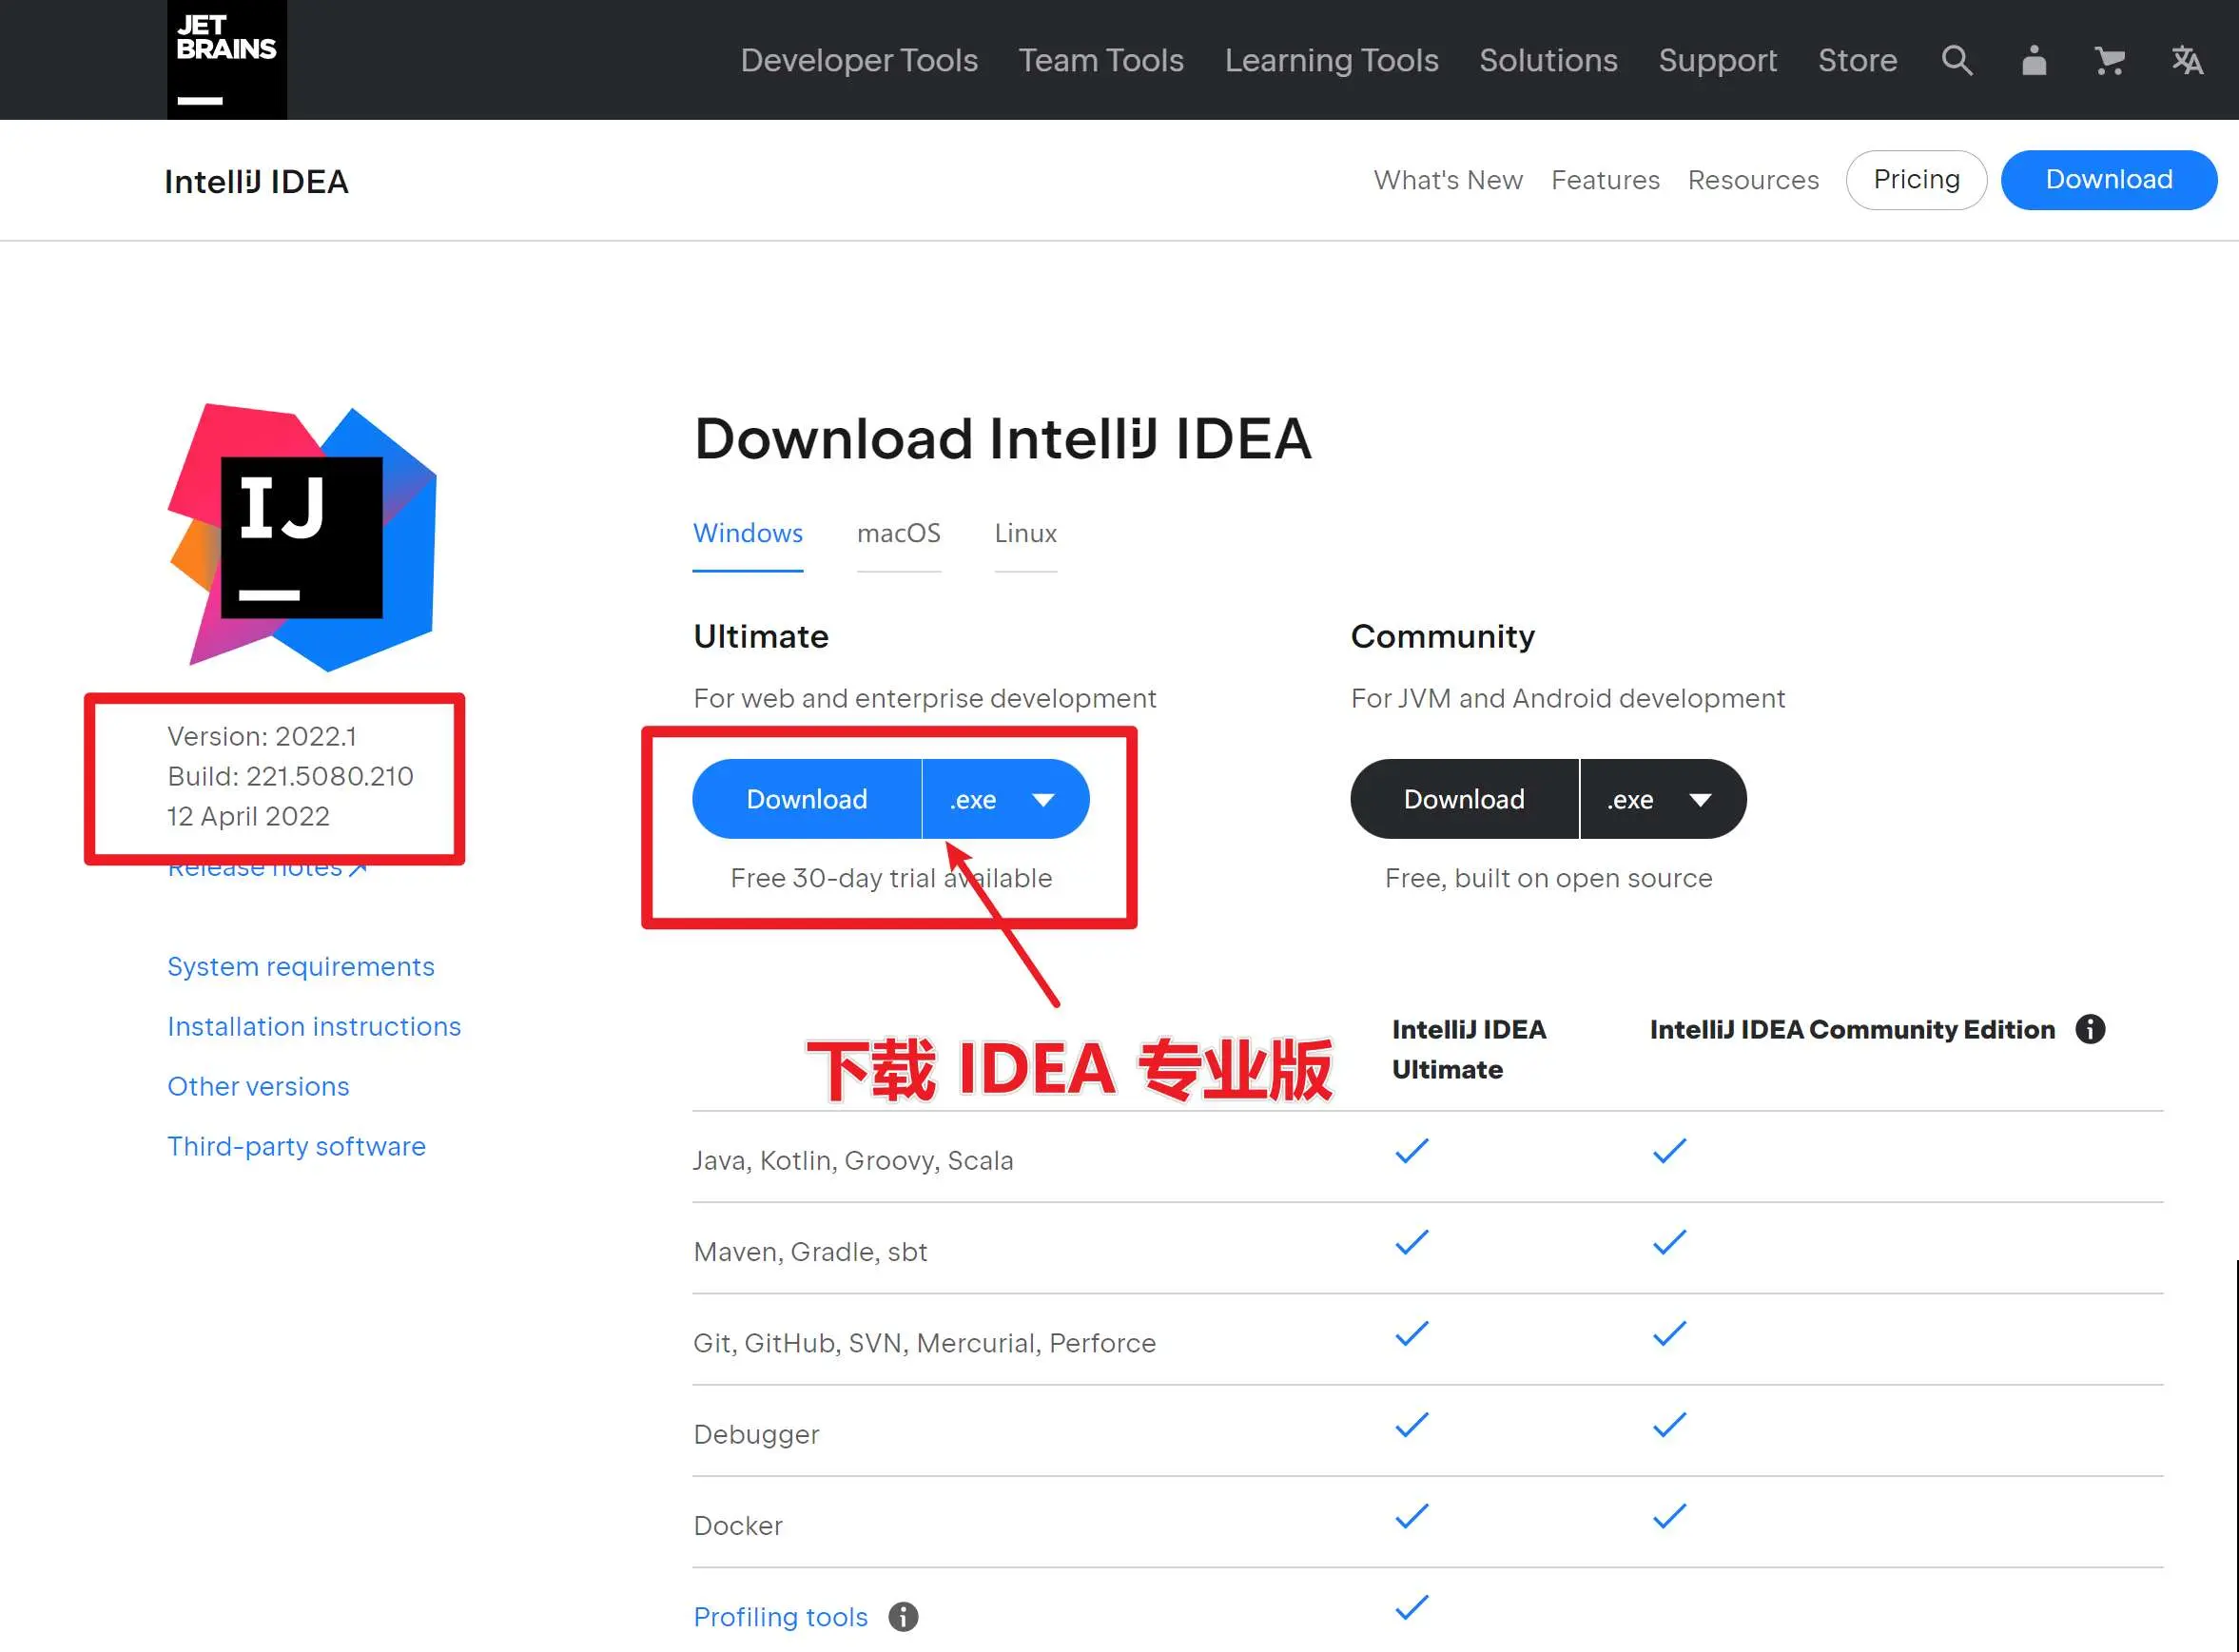 JET
BRAINS
Developer Tools Team Tools Learning Tools Solutions Support Store
IntelliJ IDEA
What's New Features Resources Pricing Download
IJ
Download IntelliJ IDEA
Windows macOS Linux
Ultimate
For web and enterprise development
Download .exe
Free 30-day trial available
Community
For JVM and Android development
Download .exe
Free, built on open source
Version: 2022.1
Build: 221.5080.210
12 April 2022
Release notes
System requirements
Installation instructions
Other versions
Third-party software
下载 IDEA 专业版
IntelliJ IDEA
Ultimate
IntelliJ IDEA Community Edition
Java, Kotlin, Groovy, Scala
Maven, Gradle, sbt
Git, GitHub, SVN, Mercurial, Perforce
Debugger
Docker
Profiling tools